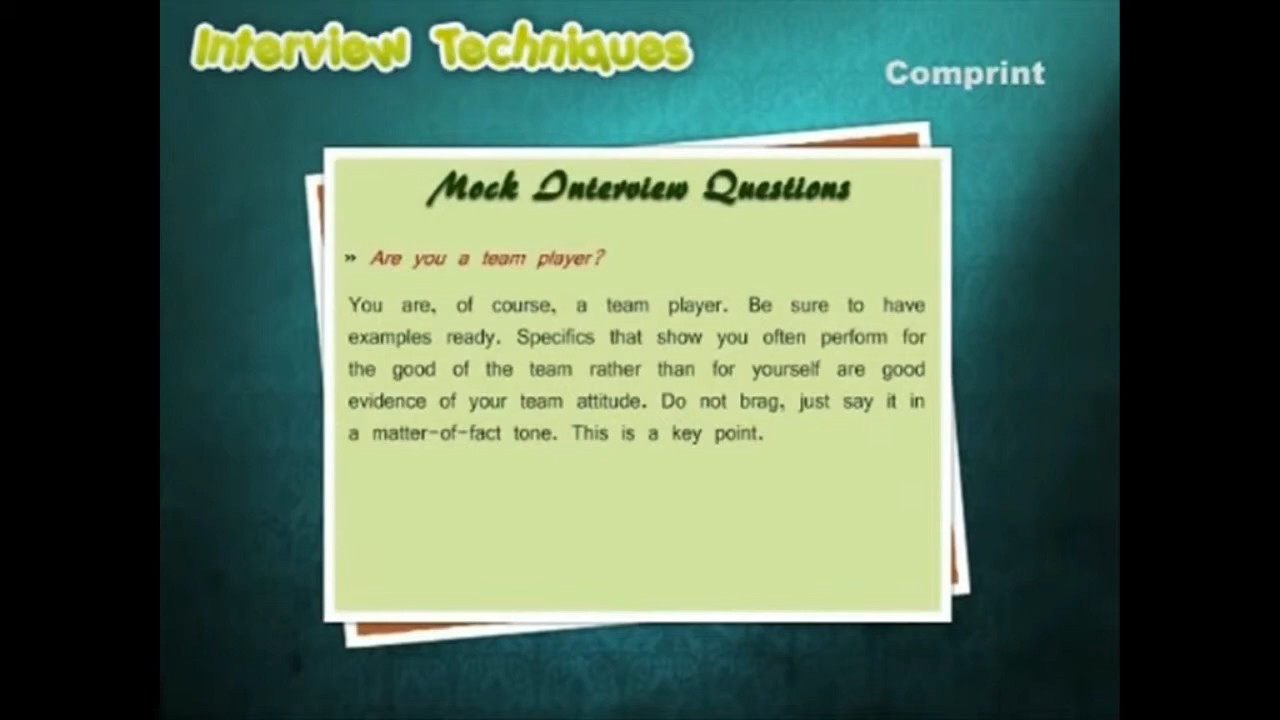 Interview Techniques
Comprint
Mock Interview Questions
» Are you a team player?
You are, of course, a team player. Be sure to have
examples ready. Specifics that show you often perform for
the good of the team rather than for yourself are good
evidence of your team attitude. Do not brag, just say it in
a matter-of-fact tone. This is a key point.